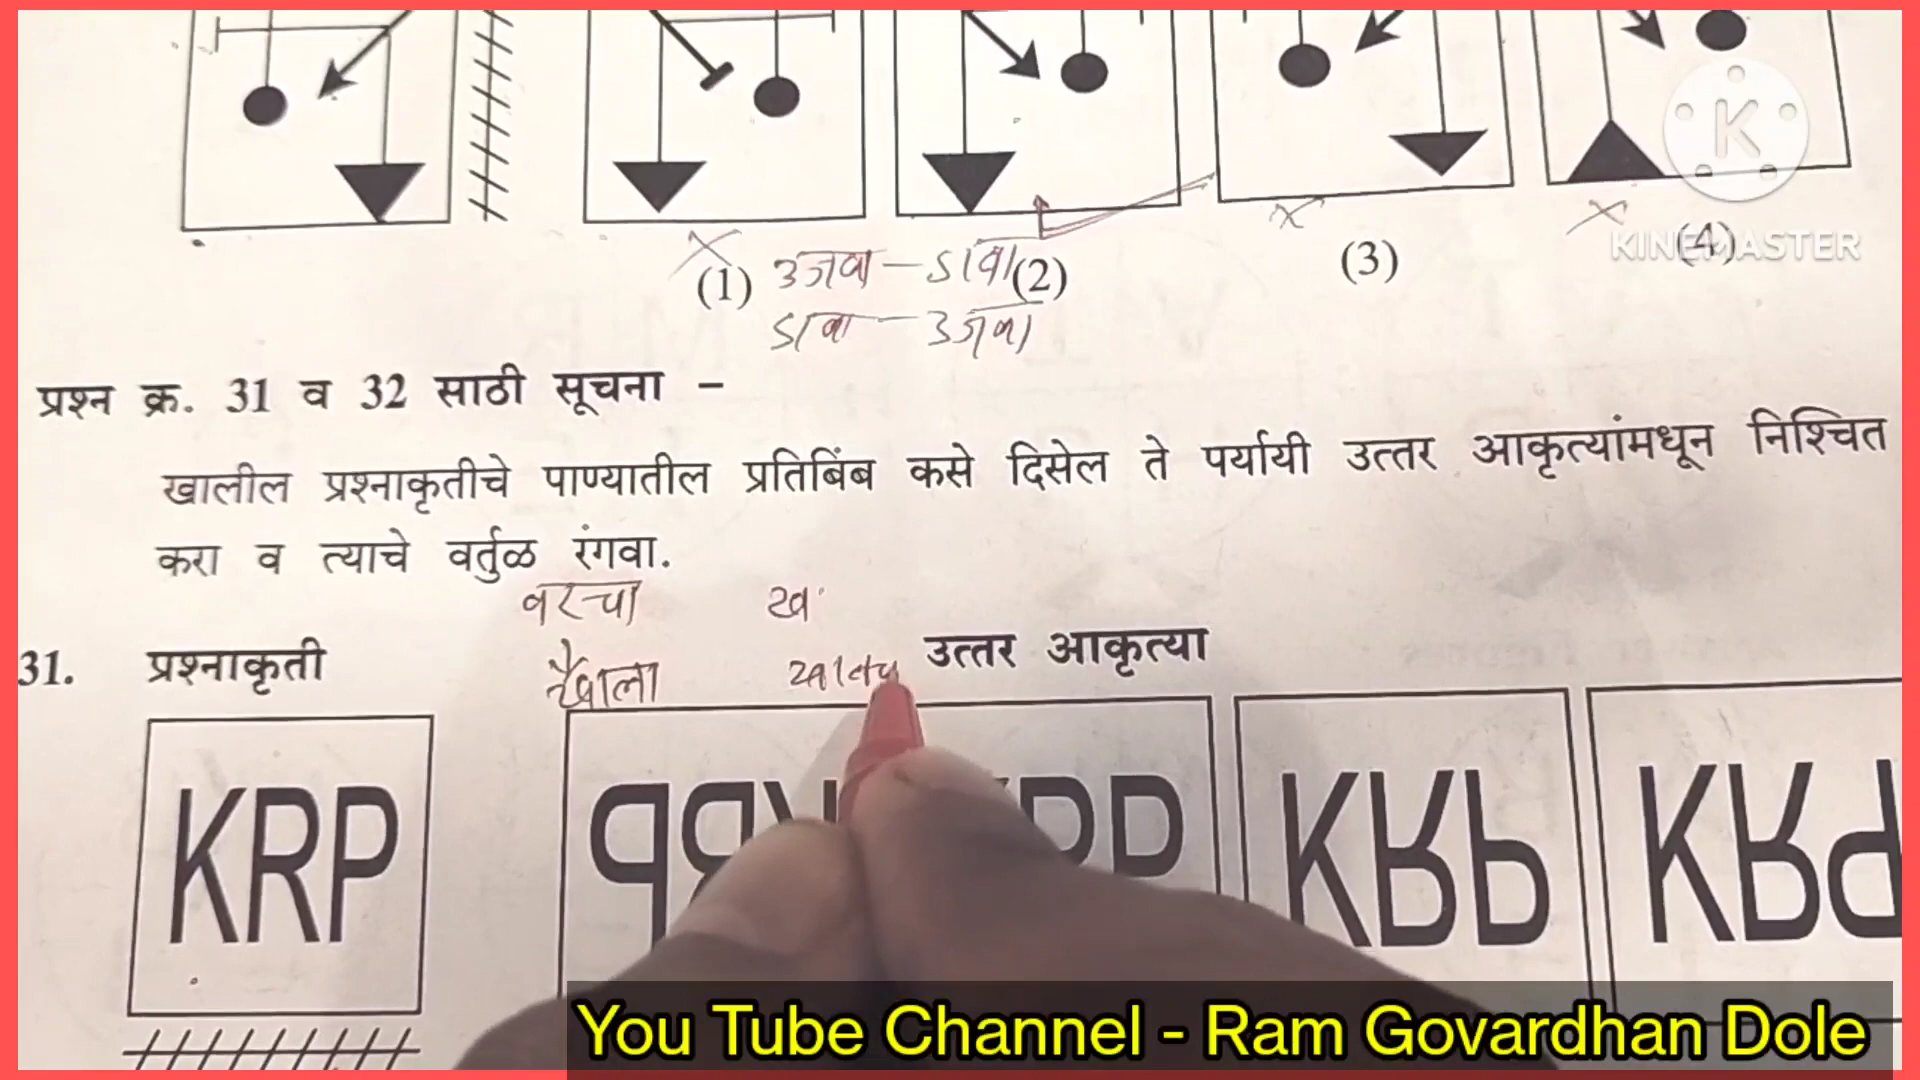 K
KINEMASTER
(1) उजवा – डावा (2) (3) (4)
डावा – उजवा
प्रश्न क्र. 31 व 32 साठी सूचना –
खालील प्रश्नाकृतीचे पाण्यातील प्रतिबिंब कसे दिसेल ते पर्यायी उत्तर आकृत्यांमधून निश्चित
करा व त्याचे वर्तुळ रंगवा.
वरचा
31. प्रश्नाकृती उत्तर आकृत्या
KRP
You Tube Channel - Ram Govardhan Dole